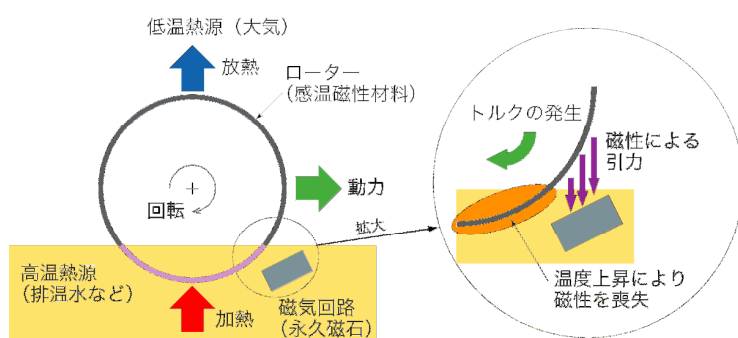 低温熱源（大気）
放熱
ローター
（感温磁性材料）
回転
動力
拡大
高温熱源
（排温水など）
加熱
磁気回路
（永久磁石）
トルクの発生
磁性による
引力
温度上昇により
磁性を喪失